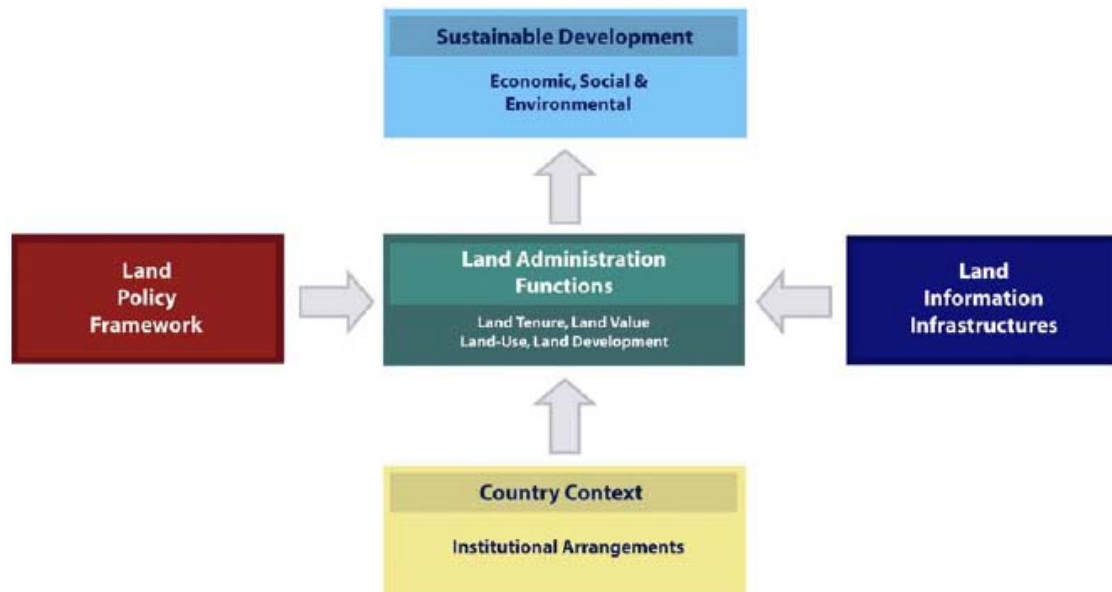 Sustainable Development
Economic, Social &
Environmental
Land
Policy
Framework
Land Administration
Functions
Land Tenure, Land Value
Land-Use, Land Development
Land
Information
Infrastructures
Country Context
Institutional Arrangements